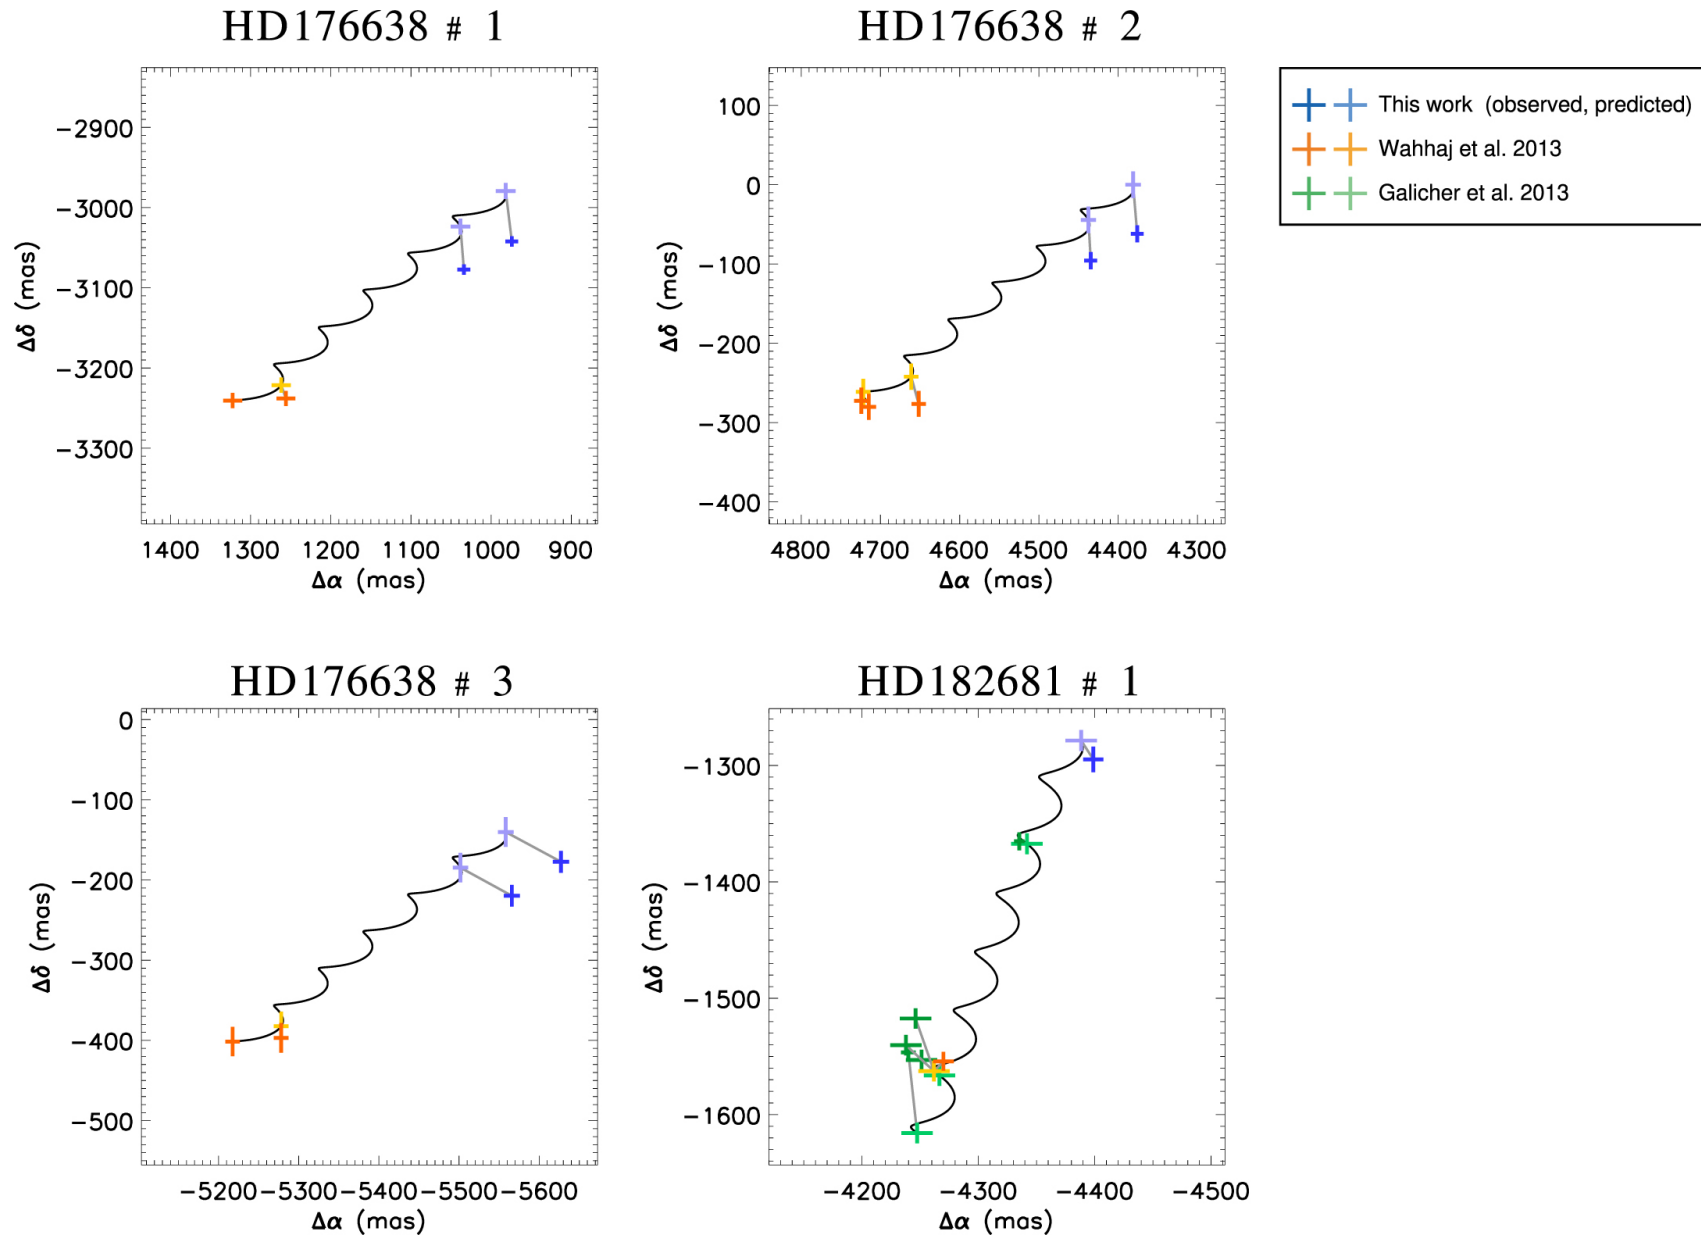 HD176638 # 1
−2900
−3000
−3100
−3200
−3300
Δδ (mas)
1400 1300 1200 1100 1000 900
Δα (mas)
HD176638 # 2
100
0
−100
−200
−300
−400
Δδ (mas)
4800 4700 4600 4500 4400 4300
Δα (mas)
This work (observed, predicted)
Wahhaj et al. 2013
Galicher et al. 2013
HD176638 # 3
0
−100
−200
−300
−400
−500
Δδ (mas)
−5200 −5300 −5400 −5500 −5600
Δα (mas)
HD182681 # 1
−1300
−1400
−1500
−1600
Δδ (mas)
−4200 −4300 −4400 −4500
Δα (mas)